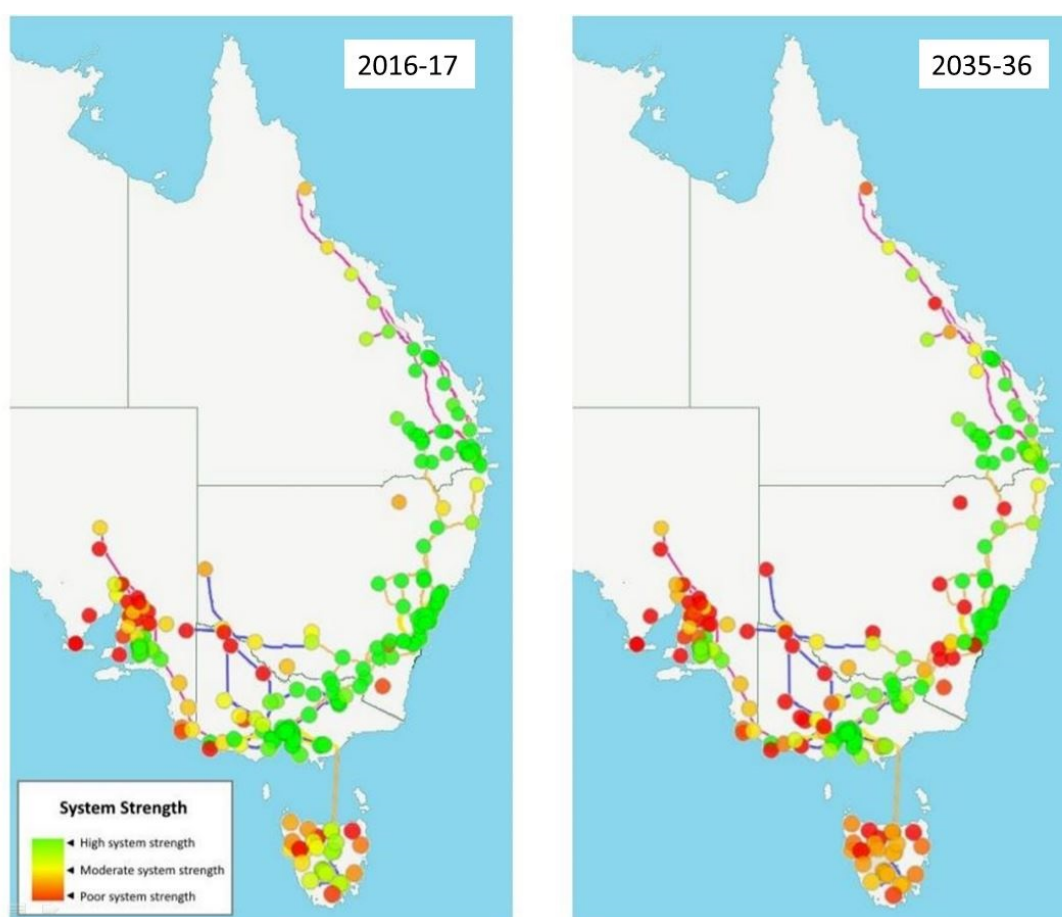 2016-17
2035-36
System Strength
High system strength
Moderate system strength
Poor system strength